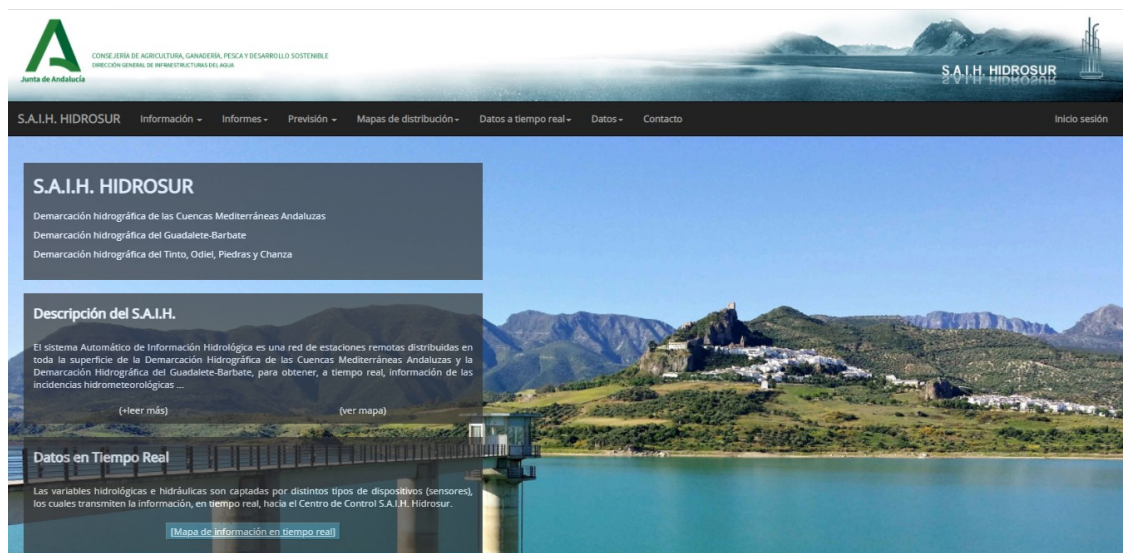 CONSEJERÍA DE AGRICULTURA, GANADERÍA, PESCA Y DESARROLLO SOSTENIBLE
DIRECCIÓN GENERAL DE INFRAESTRUCTURAS DEL AGUA
Junta de Andalucía
S.A.I.H. HIDROSUR
S.A.I.H. HIDROSUR Información Informes Previsión Mapas de distribución Datos a tiempo real Datos Contacto Inicio sesión
S.A.I.H. HIDROSUR
Demarcación hidrográfica de las Cuencas Mediterráneas Andaluzas
Demarcación hidrográfica del Guadalete-Barbate
Demarcación hidrográfica del Tinto, Odiel, Piedras y Chanza
Descripción del S.A.I.H.
El sistema Automático de Información Hidrológica es una red de estaciones remotas distribuidas en
toda la superficie de la Demarcación Hidrográfica de las Cuencas Mediterráneas Andaluzas y la
Demarcación Hidrográfica del Guadalete-Barbate, para obtener, a tiempo real, información de las
incidencias hidrometeorológicas ...
(+leer más) (ver mapa)
Datos en Tiempo Real
Las variables hidrológicas e hidráulicas son captadas por distintos tipos de dispositivos (sensores),
los cuales transmiten la información, en tiempo real, hacia el Centro de Control S.A.I.H. Hidrosur.
[Mapa de información en tiempo real]